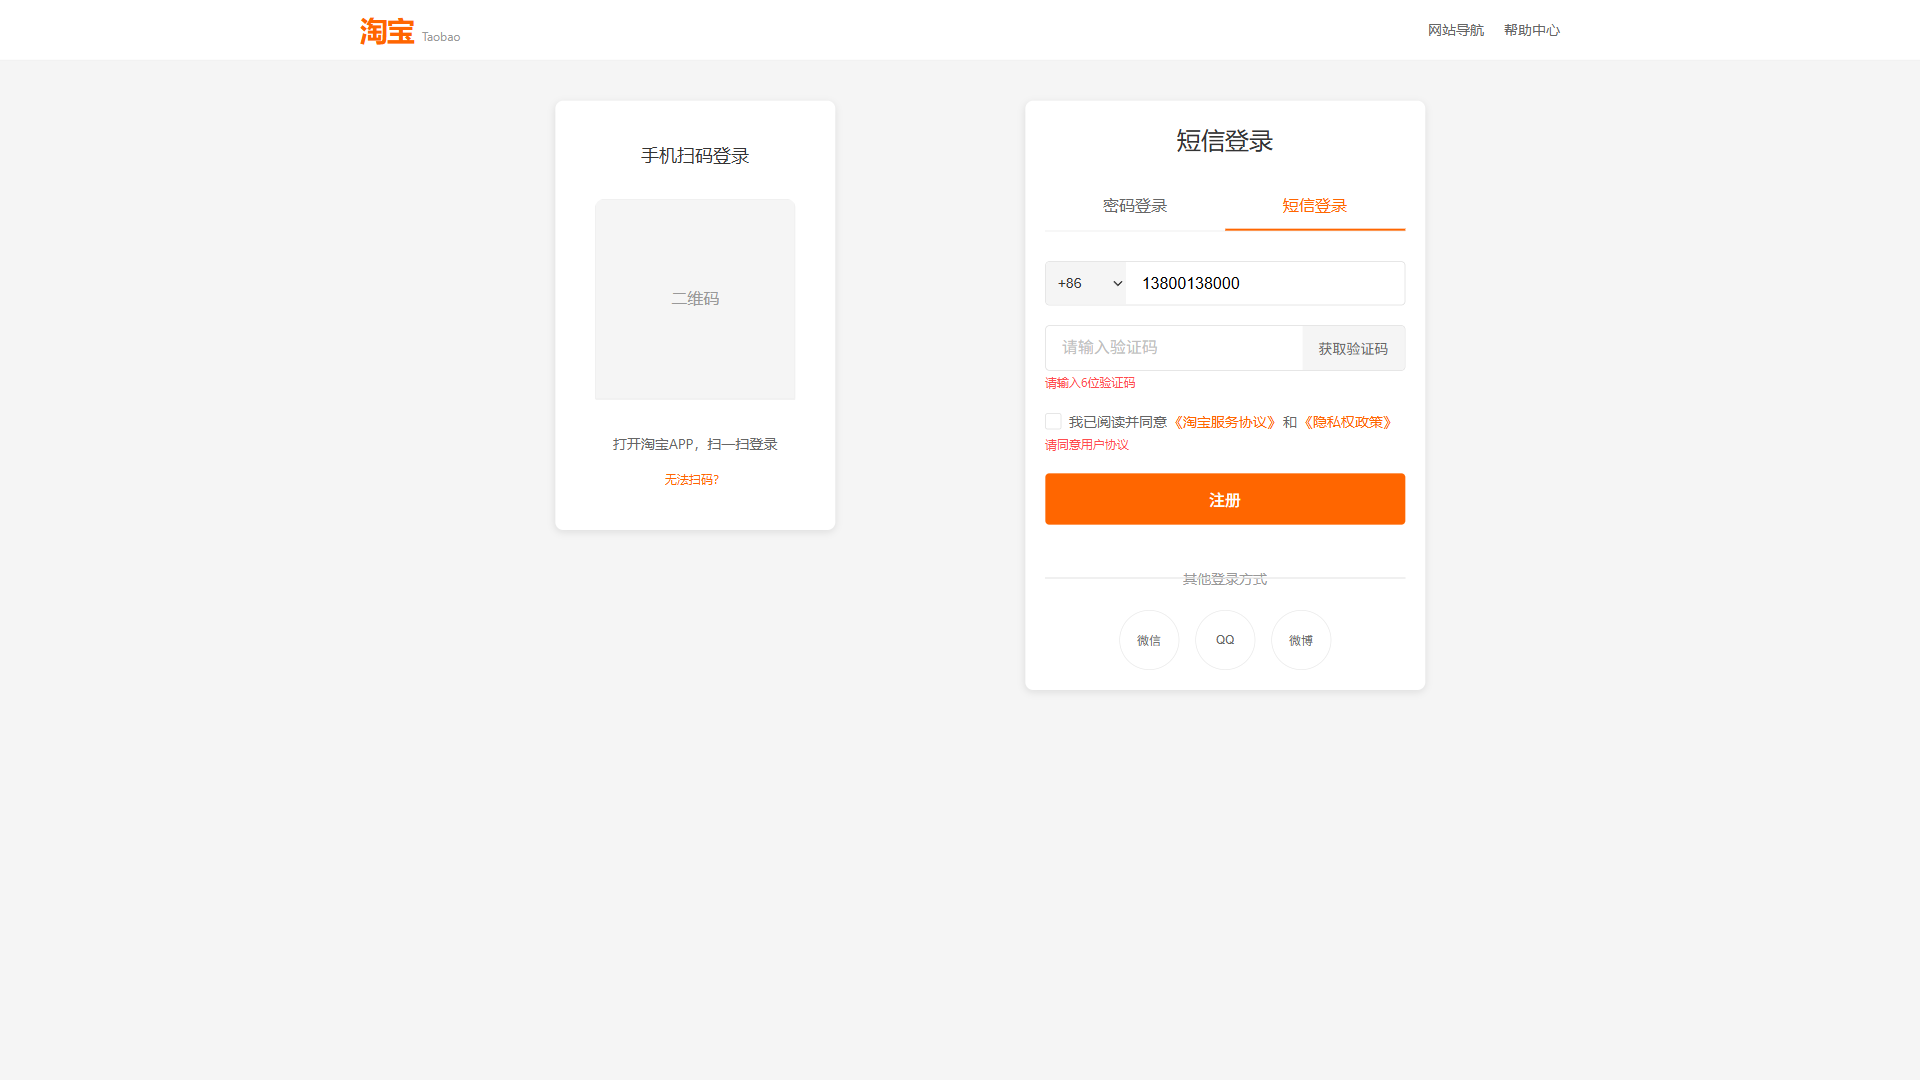 淘宝 Taobao
网站导航 帮助中心
手机扫码登录
二维码
打开淘宝APP，扫一扫登录
无法扫码?
短信登录
密码登录 短信登录
+86 13800138000
请输入验证码 获取验证码
请输入6位验证码
我已阅读并同意《淘宝服务协议》和《隐私权政策》
请同意用户协议
注册
其他登录方式
微信 QQ 微博